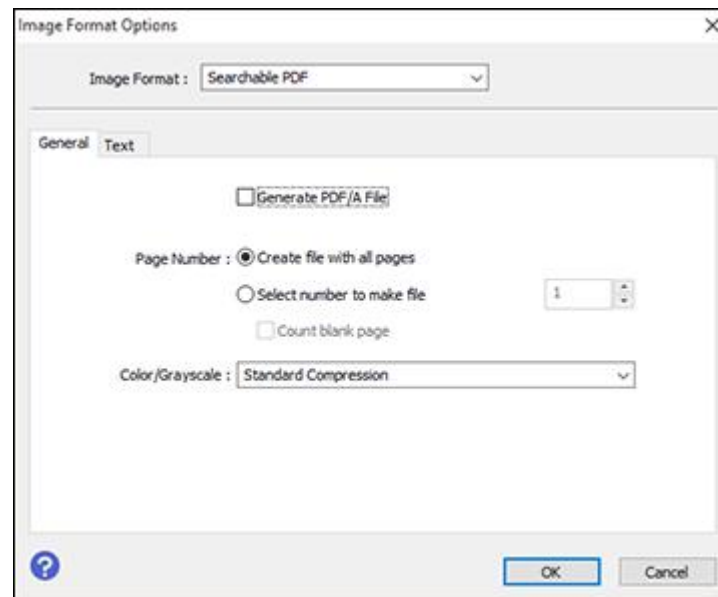 Image Format Options
Image Format : Searchable PDF
General Text
Generate PDF/A File
Page Number : Create file with all pages
Select number to make file 1
Count blank page
Color/Grayscale : Standard Compression
?
OK Cancel